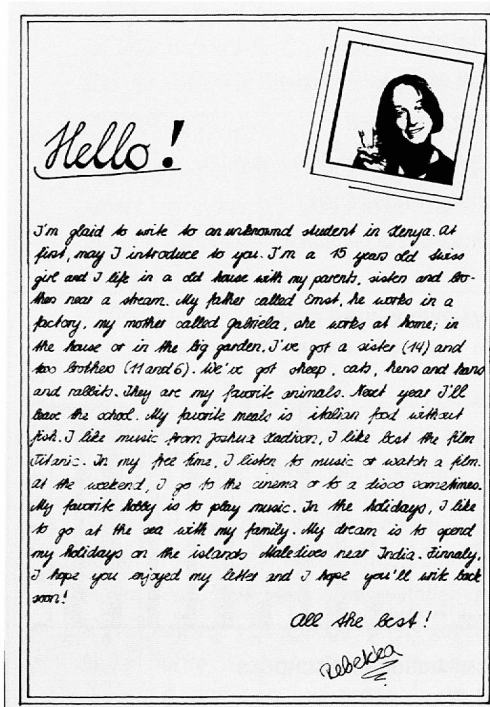 Hello!
I'm glaid to write to an unknownd student in Kenya. At
first, may I introduce to you. I'm a 15 years old swiss
girl and I life in a old house with my parents, sister and bro-
thers near a stream. My father called Ernst, he works in a
factory, my mother called Gabriela, she works at home; in
the house or in the big garden. I've got a sister (14) and
two brothers (11 and 6). We've got sheep, cats, hens and
and rabbits. They are my favorite animals. Next year I'll
leave the school. My favorite meals is italian food without
fish. I like music from Joshua Kadison, I like best the film
Titanic. In my free time, I listen to music or watch a film.
At the weekend, I go to the cinema or to a disco sometimes.
My favorite hobby is to play music. In the holidays, I like
to go at the sea with my family. My dream is to spend
my holidays on the islands Maledives near India. Finnaly,
I hope you enjoyed my letter and I hope you'll write back
soon!
All the best!
Rebekka